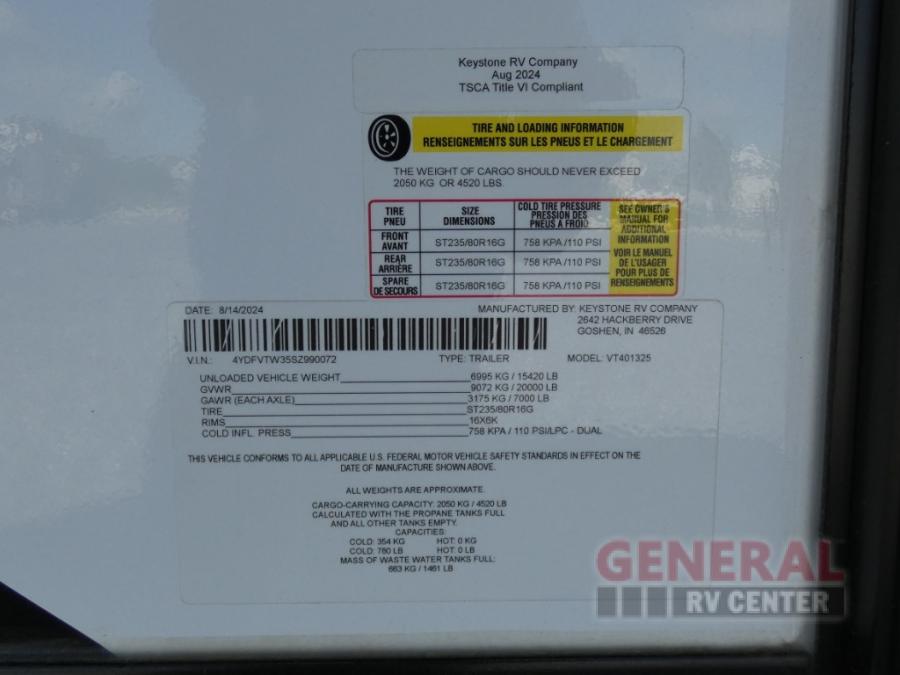 Keystone RV Company
Aug 2024
TSCA Title VI Compliant
TIRE AND LOADING INFORMATION
RENSEIGNEMENTS SUR LES PNEUS ET LE CHARGEMENT
THE WEIGHT OF CARGO SHOULD NEVER EXCEED
2050 KG OR 4520 LBS.
TIRE
PNEU
SIZE
DIMENSIONS
COLD TIRE PRESSURE
PRESSION DES
PNEUS A FROID
SEE OWNER'S
MANUAL FOR
ADDITIONAL
INFORMATION
VOIR LE MANUEL
DE L'USAGER
POUR PLUS DE
RENSEIGNEMENTS
FRONT
AVANT
ST235/80R16G
758 KPA /110 PSI
REAR
ARRIÈRE
ST235/80R16G
758 KPA /110 PSI
SPARE
DE SECOURS
ST235/80R16G
758 KPA /110 PSI
DATE: 8/14/2024
MANUFACTURED BY: KEYSTONE RV COMPANY
2642 HACKBERRY DRIVE
GOSHEN, IN 46526
V.I.N.: 4YDFVTW35SZ990072 TYPE: TRAILER MODEL: VT401325
UNLOADED VEHICLE WEIGHT 6995 KG / 15420 LB
GVWR 9072 KG / 20000 LB
GAWR (EACH AXLE) 3175 KG / 7000 LB
TIRE ST235/80R16G
RIMS 16X6K
COLD INFL. PRESS 758 KPA / 110 PSI/LPC - DUAL
THIS VEHICLE CONFORMS TO ALL APPLICABLE U.S. FEDERAL MOTOR VEHICLE SAFETY STANDARDS IN EFFECT ON THE
DATE OF MANUFACTURE SHOWN ABOVE.
ALL WEIGHTS ARE APPROXIMATE.
CARGO-CARRYING CAPACITY: 2050 KG / 4520 LB
CALCULATED WITH THE PROPANE TANKS FULL
AND ALL OTHER TANKS EMPTY.
CAPACITIES:
COLD: 354 KG HOT: 0 KG
COLD: 780 LB HOT: 0 LB
MASS OF WASTE WATER TANKS FULL:
663 KG / 1461 LB
GENERAL
RV CENTER